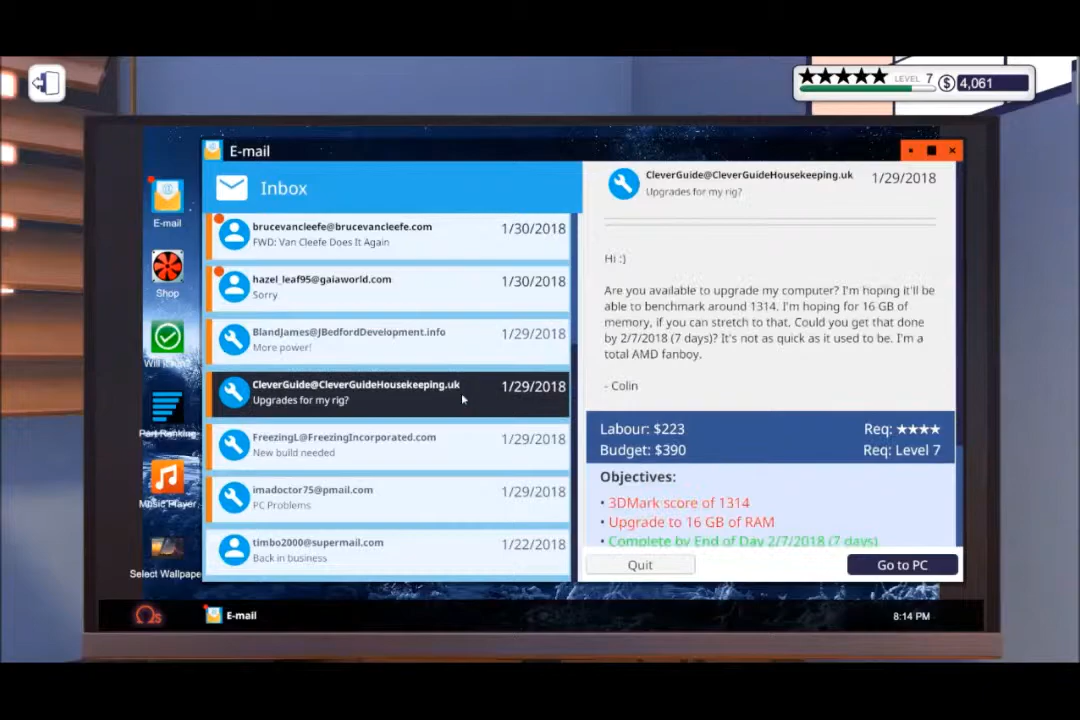 ★★★★★ LEVEL 7 $ 4,061
E-mail
Inbox
E-mail
Shop
Music Player
Select Wallpape
brucevancleefe@brucevancleefe.com 1/30/2018
FWD: Van Cleefe Does It Again
hazel_leaf95@gaiaworld.com 1/30/2018
Sorry
BlandJames@JBedfordDevelopment.info 1/29/2018
More power!
CleverGuide@CleverGuideHousekeeping.uk 1/29/2018
Upgrades for my rig?
FreezingL@FreezingIncorporated.com 1/29/2018
New build needed
imadoctor75@pmail.com 1/29/2018
PC Problems
timbo2000@supermail.com 1/22/2018
Back in business
CleverGuide@CleverGuideHousekeeping.uk 1/29/2018
Upgrades for my rig?
Hi :)
Are you available to upgrade my computer? I'm hoping it'll be
able to benchmark around 1314. I'm hoping for 16 GB of
memory, if you can stretch to that. Could you get that done
by 2/7/2018 (7 days)? It's not as quick as it used to be. I'm a
total AMD fanboy.
- Colin
Labour: $223 Req: ★★★★
Budget: $390 Req: Level 7
Objectives:
• 3DMark score of 1314
• Upgrade to 16 GB of RAM
• Complete by End of Day 2/7/2018 (7 days)
Quit Go to PC
E-mail 8:14 PM